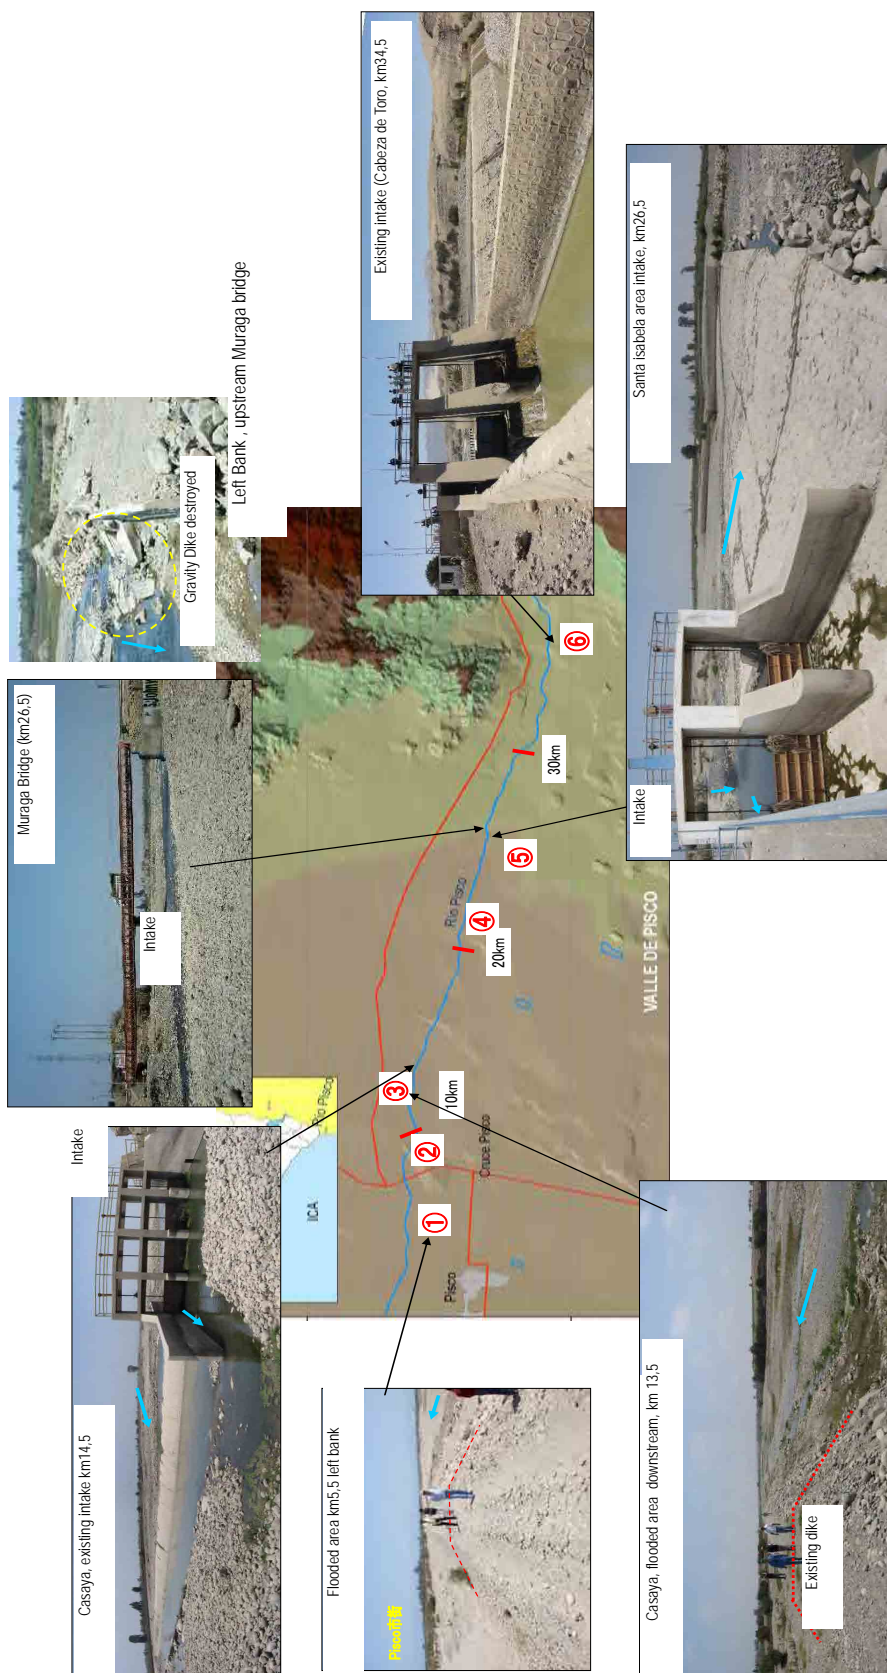 Casaya, existing intake km14,5
Intake
Muraga Bridge (km26,5)
Intake
Gravity Dike destroyed
Left Bank , upstream Muraga bridge
Existing intake (Cabeza de Toro, km34,5
Flooded area km5,5 left bank
Pisco市街
ICA
Río Pisco
Pisco
Cruce Pisco
Río Pisco
VALLE DE PISCO
①
②
③
④
⑤
⑥
10km
20km
30km
Casaya, flooded area downstream, km 13,5
Existing dike
Santa isabela area intake, km26,5
Intake